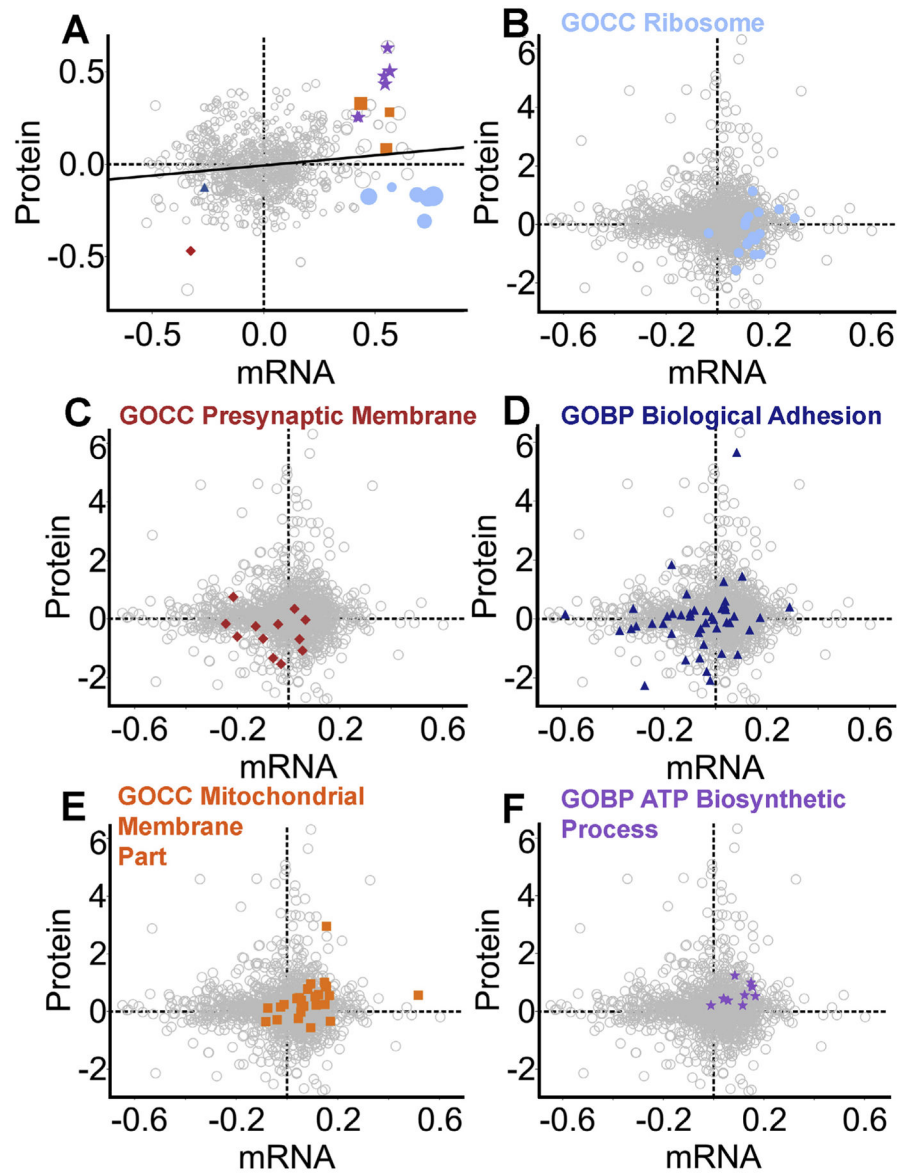 A
Protein
0.5
0.0
-0.5
-0.5 0.0 0.5
mRNA
B GOCC Ribosome
Protein
6
4
2
0
-2
-0.6 -0.2 0.2 0.6
mRNA
C GOCC Presynaptic Membrane
Protein
6
4
2
0
-2
-0.6 -0.2 0.2 0.6
mRNA
D GOBP Biological Adhesion
Protein
6
4
2
0
-2
-0.6 -0.2 0.2 0.6
mRNA
E GOCC Mitochondrial
Membrane
Part
Protein
6
4
2
0
-2
-0.6 -0.2 0.2 0.6
mRNA
F GOBP ATP Biosynthetic
Process
Protein
6
4
2
0
-2
-0.6 -0.2 0.2 0.6
mRNA